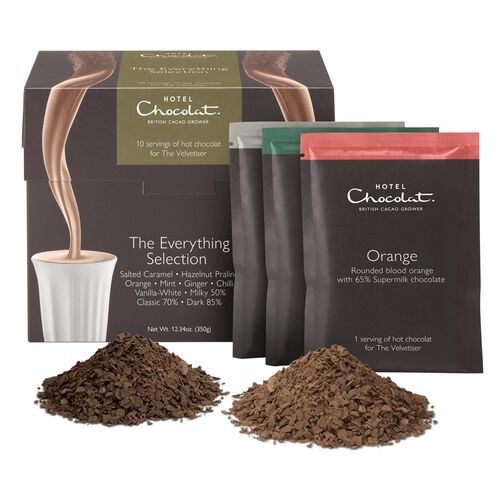 The Everything
Selection
HOTEL
Chocolat.
BRITISH CACAO GROWER
10 servings of hot chocolat
for The Velvetiser
The Everything
Selection
Salted Caramel • Hazelnut Praline
Orange • Mint • Ginger • Chilli
Vanilla-White • Milky 50%
Classic 70% • Dark 85%
Net Wt. 12.34oz. (350g)
HOTEL
Chocolat.
BRITISH CACAO GROWER
Orange
Rounded blood orange
with 65% Supermilk chocolate
1 serving of hot chocolat
for The Velvetiser